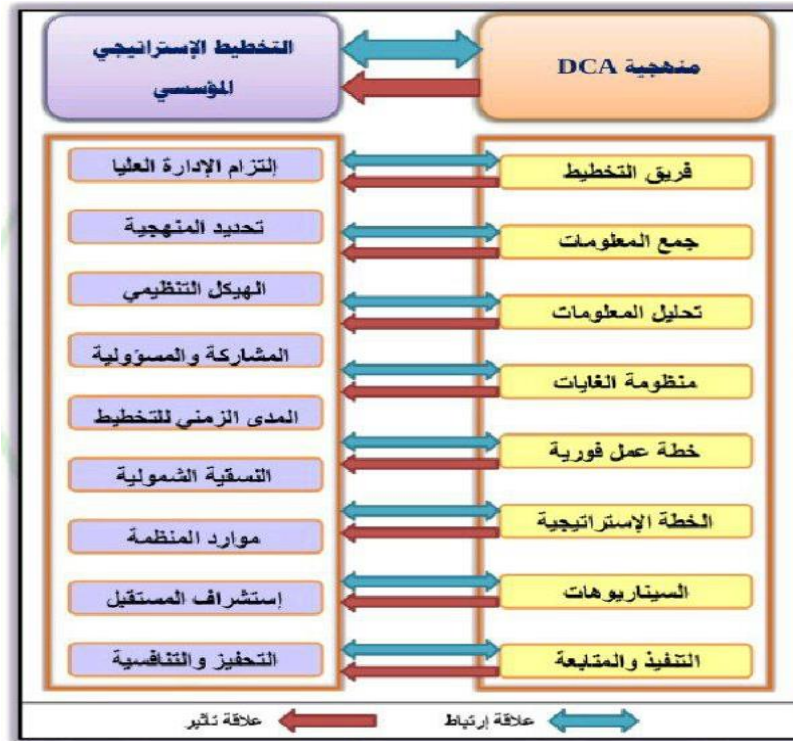 منهجية DCA
التخطيط الإستراتيجي
المؤسسي
فريق التخطيط
جمع المعلومات
تحليل المعلومات
منظومة الغايات
خطة عمل فورية
الخطة الإستراتيجية
السيناريوهات
التنفيذ والمتابعة
إلتزام الإدارة العليا
تحديد المنهجية
الهيكل التنظيمي
المشاركة والمسؤولية
المدى الزمني للتخطيط
النسقية الشمولية
موارد المنظمة
إستشراف المستقبل
التحفيز والتنافسية
علاقة إرتباط
علاقة تأثير